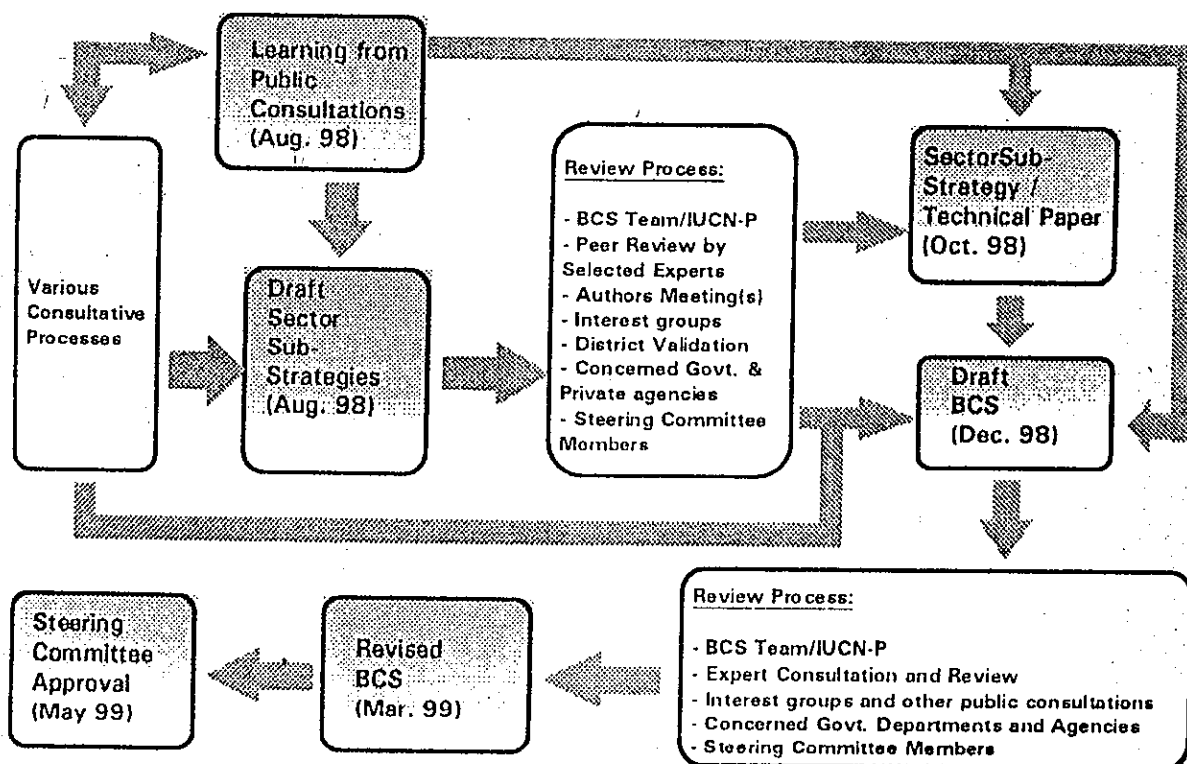 Learning from
Public
Consultations
(Aug. 98)
Various
Consultative
Processes
Draft
Sector
Sub-
Strategies
(Aug. 98)
Review Process:
- BCS Team/IUCN-P
- Peer Review by
Selected Experts
- Authors Meeting(s)
- Interest groups
- District Validation
- Concerned Govt. &
Private agencies
- Steering Committee
Members
SectorSub-
Strategy /
Technical Paper
(Oct. 98)
Draft
BCS
(Dec. 98)
Review Process:
- BCS Team/IUCN-P
- Expert Consultation and Review
- Interest groups and other public consultations
- Concerned Govt. Departments and Agencies
- Steering Committee Members
Revised
BCS
(Mar. 99)
Steering
Committee
Approval
(May 99)